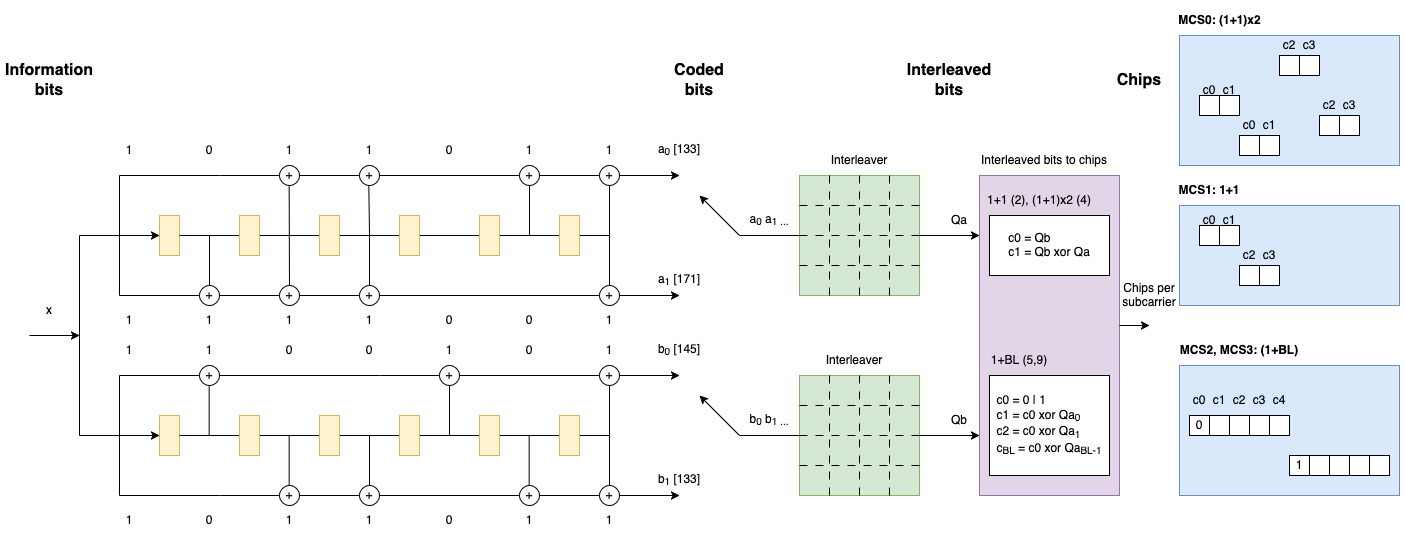 MCS0: (1+1)x2
c2 c3
Information
bits
Coded
bits
Interleaved
bits
Chips
c0 c1
c2 c3
c0 c1
1 0 1 1 0 1 1
a0 [133]
+ + + +
Interleaver
Interleaved bits to chips
MCS1: 1+1
1+1 (2), (1+1)x2 (4)
a0 a1 ...
Qa
c0 c1
c0 = Qb
c1 = Qb xor Qa
c2 c3
a1 [171]
+ + + +
Chips per
subcarrier
x
1 1 1 1 0 0 1
1 1 0 0 1 0 1
b0 [145]
+ + +
Interleaver
1+BL (5,9)
MCS2, MCS3: (1+BL)
c0 = 0 | 1
c1 = c0 xor Qa0
c2 = c0 xor Qa1
cBL = c0 xor QaBL-1
c0 c1 c2 c3 c4
0
b0 b1 ...
Qb
1
b1 [133]
+ + + +
1 0 1 1 0 1 1